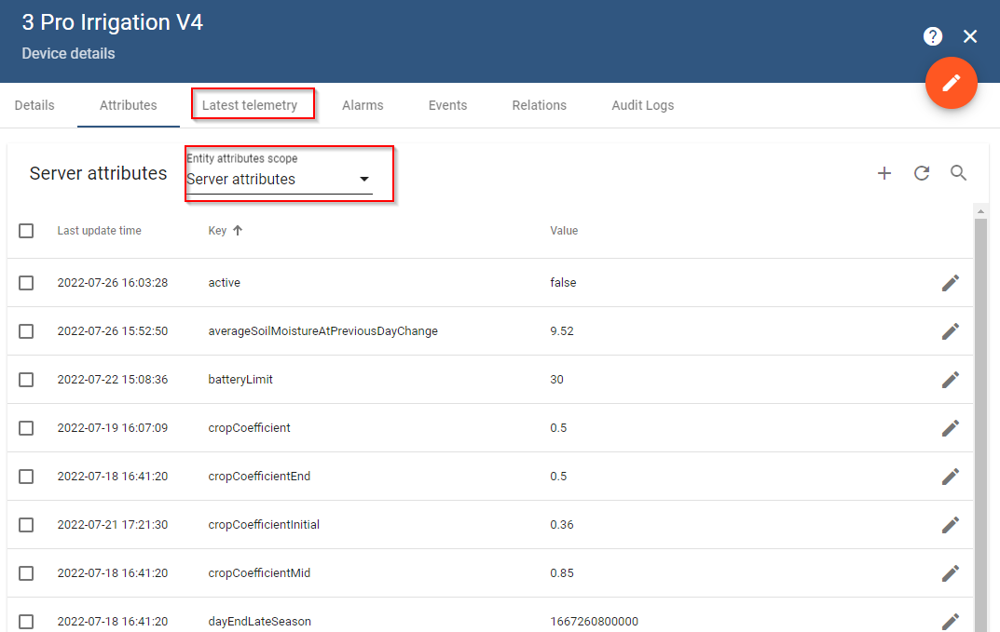 3 Pro Irrigation V4
Device details
?
Details Attributes Latest telemetry Alarms Events Relations Audit Logs
Entity attributes scope
Server attributes Server attributes
Last update time Key Value
2022-07-26 16:03:28 active false
2022-07-26 15:52:50 averageSoilMoistureAtPreviousDayChange 9.52
2022-07-22 15:08:36 batteryLimit 30
2022-07-19 16:07:09 cropCoefficient 0.5
2022-07-18 16:41:20 cropCoefficientEnd 0.5
2022-07-21 17:21:30 cropCoefficientInitial 0.36
2022-07-18 16:41:20 cropCoefficientMid 0.85
2022-07-18 16:41:20 dayEndLateSeason 1667260800000